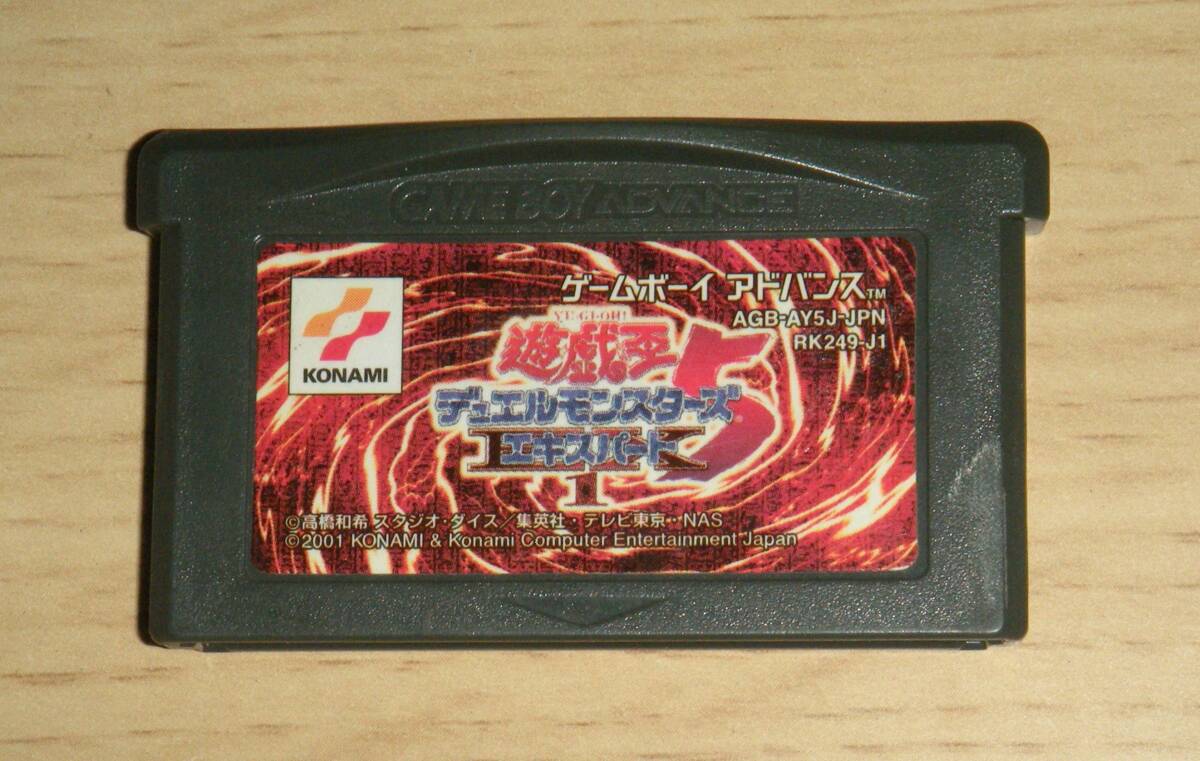 GAME BOY ADVANCE
ゲームボーイ アドバンス™
AGB-AY5J-JPN
RK249-J1
KONAMI
YU-GI-OH!
遊戯王
5
デュエルモンスターズ
エキスパート
1
©高橋和希 スタジオ・ダイス／集英社・テレビ東京・NAS
©2001 KONAMI & Konami Computer Entertainment Japan